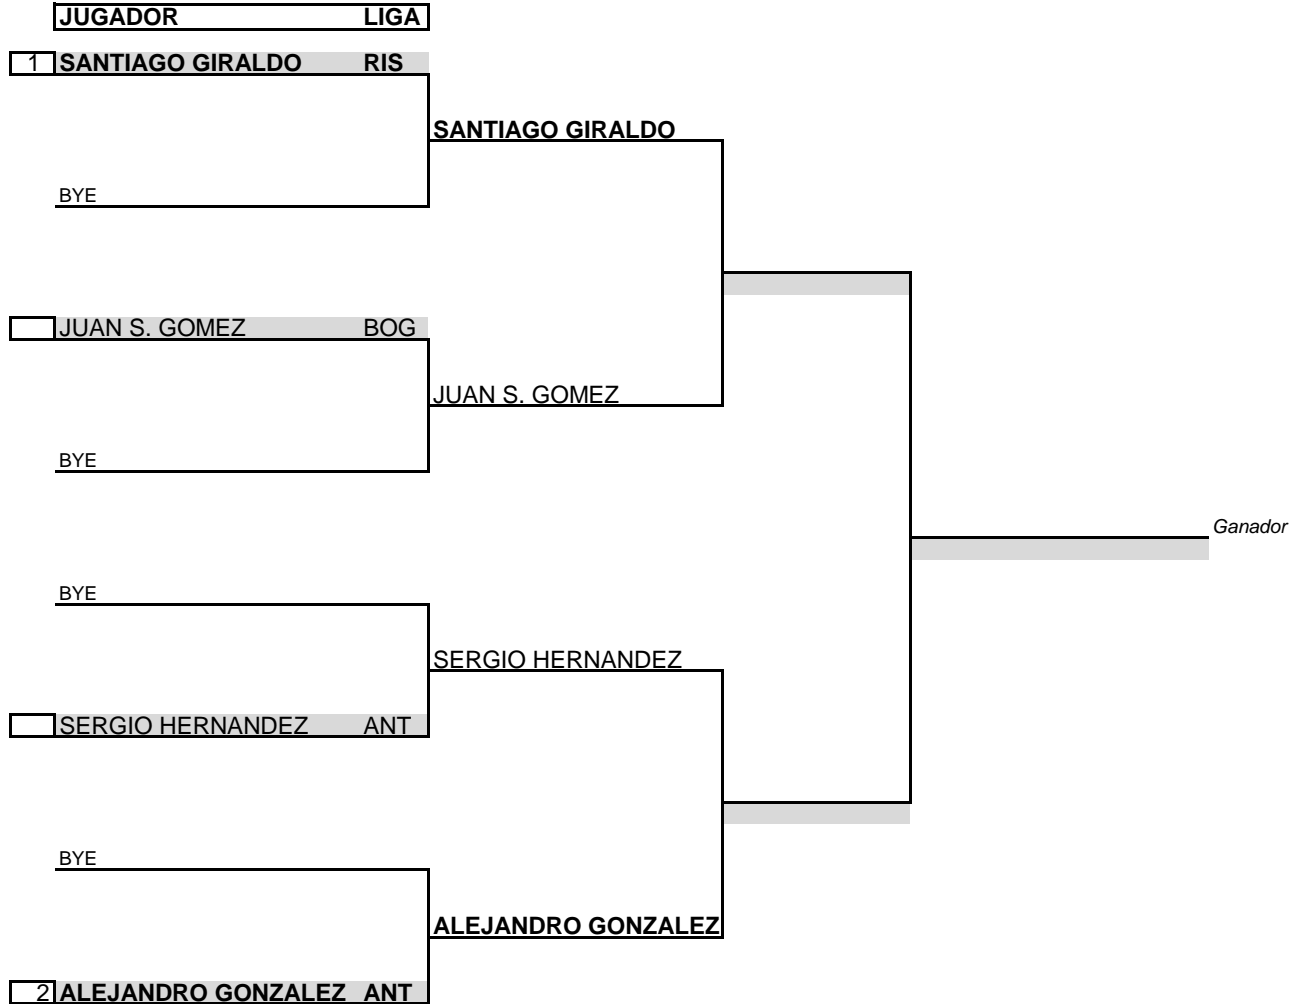 JUGADOR LIGA
1 SANTIAGO GIRALDO RIS
SANTIAGO GIRALDO
BYE
JUAN S. GOMEZ BOG
JUAN S. GOMEZ
BYE
Ganador
BYE
SERGIO HERNANDEZ
SERGIO HERNANDEZ ANT
BYE
ALEJANDRO GONZALEZ
2 ALEJANDRO GONZALEZ ANT